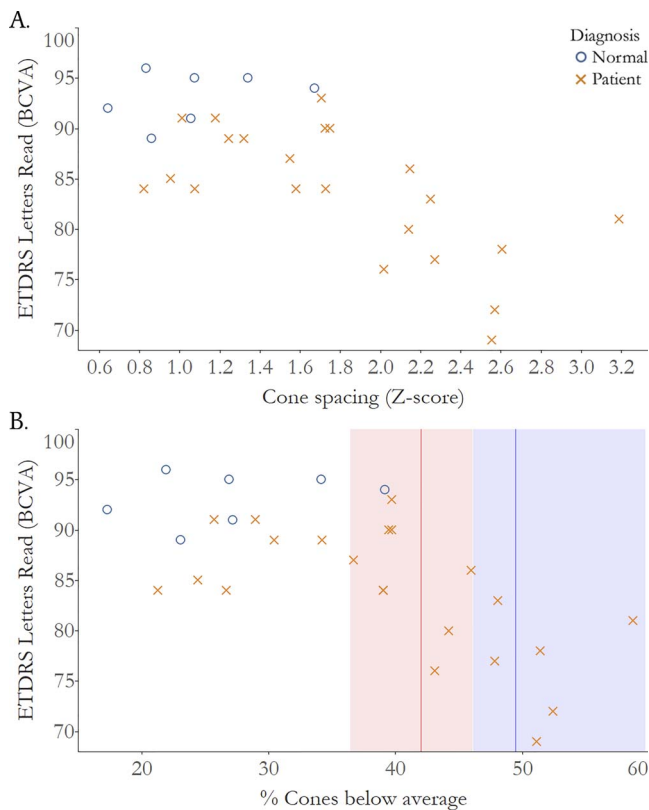 A.
Diagnosis
Normal
Patient
ETDRS Letters Read (BCVA)
100
95
90
85
80
75
70
0.6 0.8 1.0 1.2 1.4 1.6 1.8 2.0 2.2 2.4 2.6 2.8 3.0 3.2
Cone spacing (Z-score)
B.
ETDRS Letters Read (BCVA)
100
95
90
85
80
75
70
20 30 40 50 60
% Cones below average